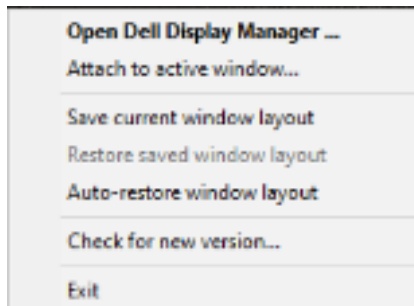 Open Dell Display Manager ...
Attach to active window...
Save current window layout
Restore saved window layout
Auto-restore window layout
Check for new version...
Exit